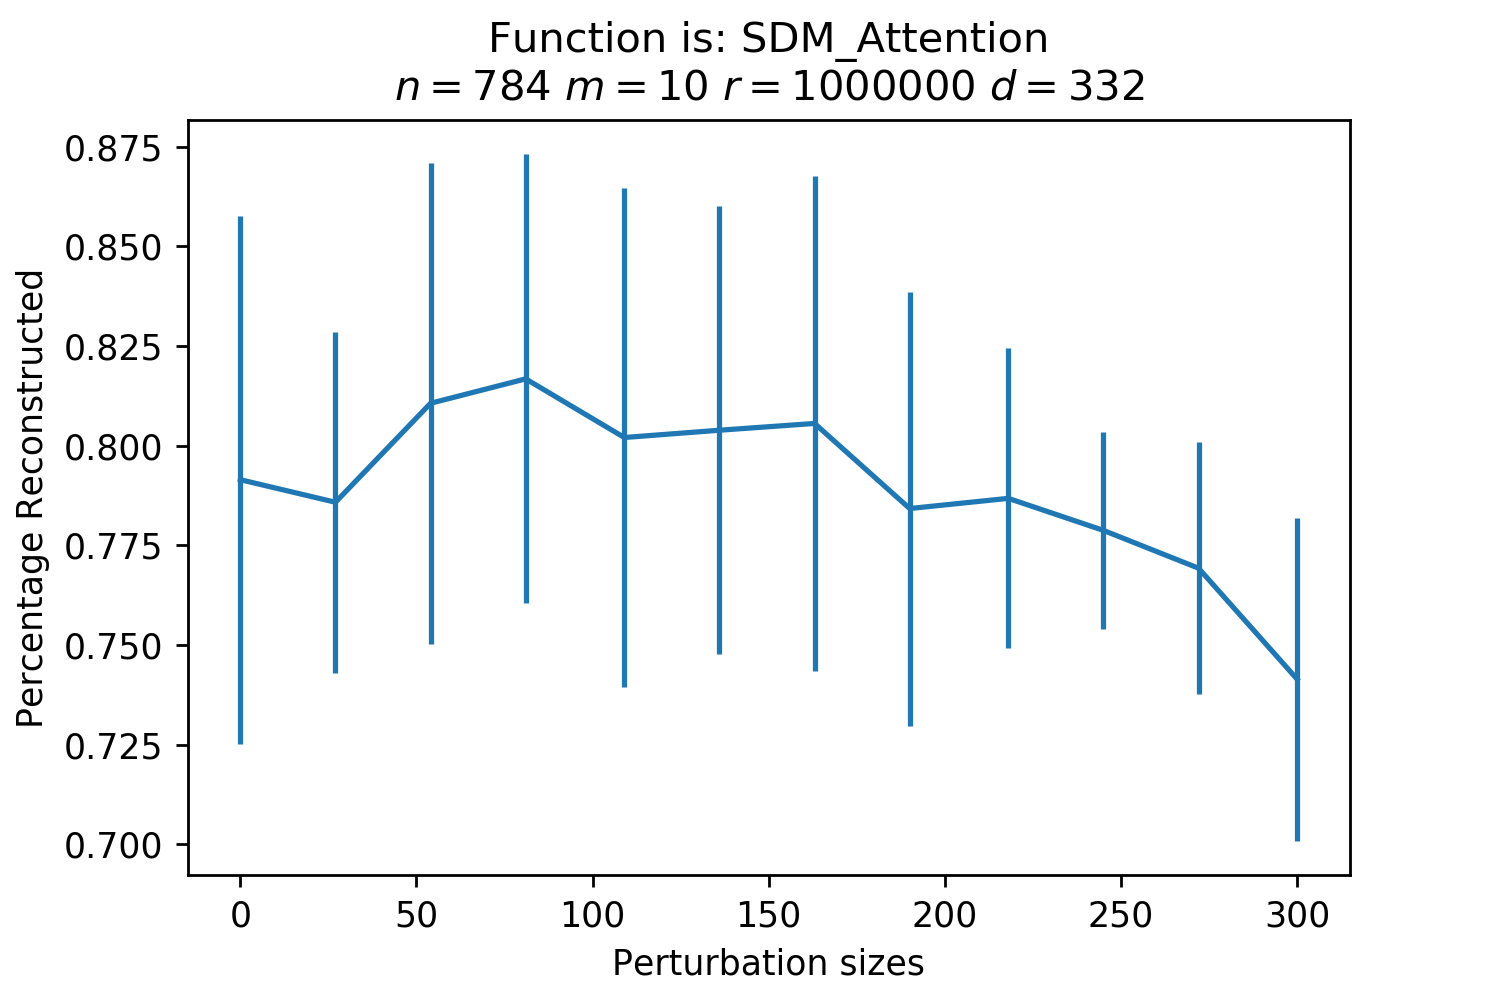 Function is: SDM_Attention
n = 784 m = 10 r = 1000000 d = 332
Percentage Reconstructed
0.875
0.850
0.825
0.800
0.775
0.750
0.725
0.700
0 50 100 150 200 250 300
Perturbation sizes